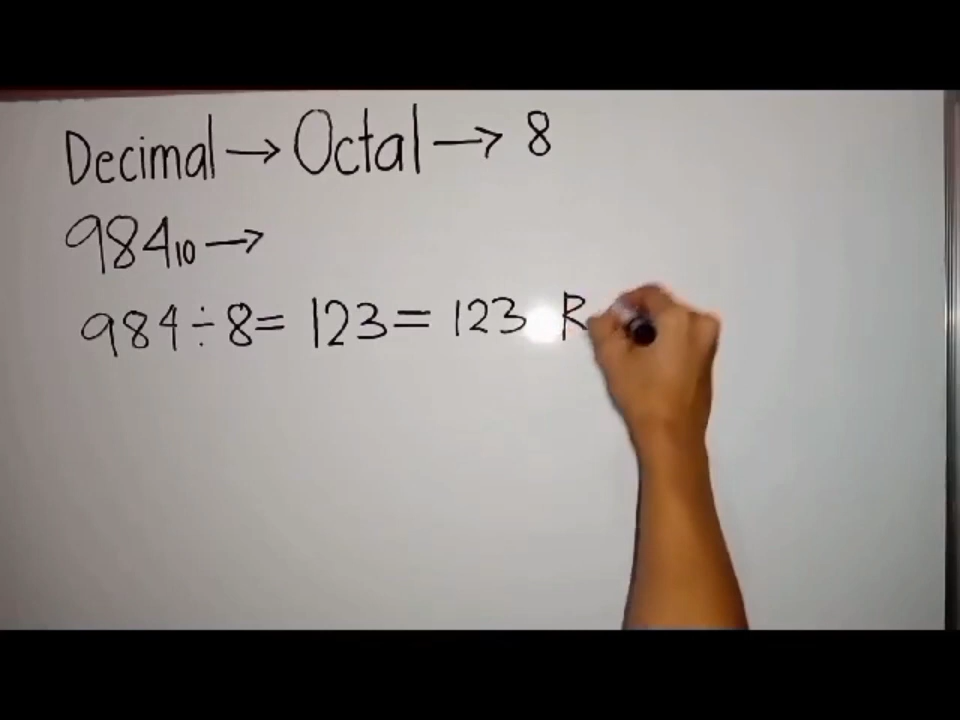 Decimal → Octal → 8
984₁₀ →
984 ÷ 8 = 123 = 123 R